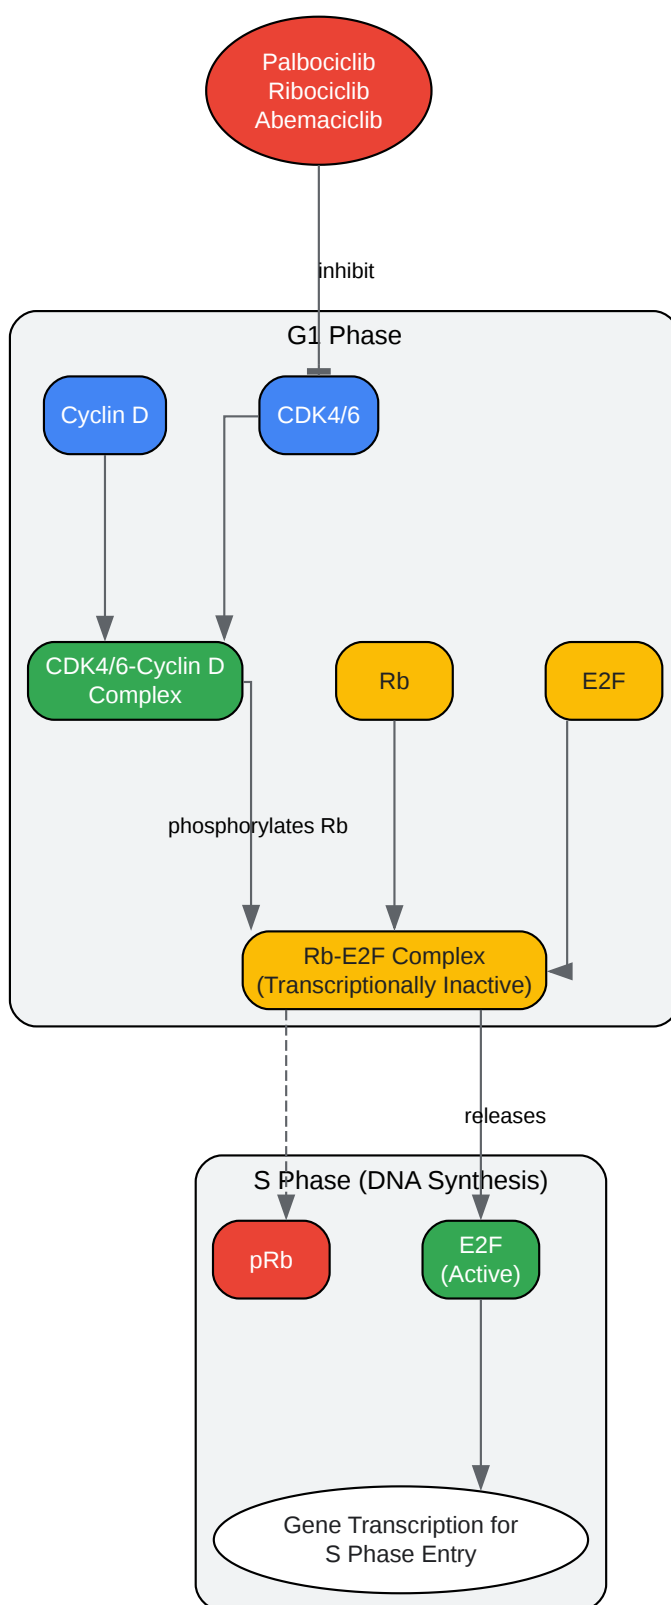 Palbociclib
Ribociclib
Abemaciclib
inhibit
G1 Phase
Cyclin D
CDK4/6
CDK4/6-Cyclin D
Complex
Rb
E2F
phosphorylates Rb
Rb-E2F Complex
(Transcriptionally Inactive)
releases
S Phase (DNA Synthesis)
pRb
E2F
(Active)
Gene Transcription for
S Phase Entry